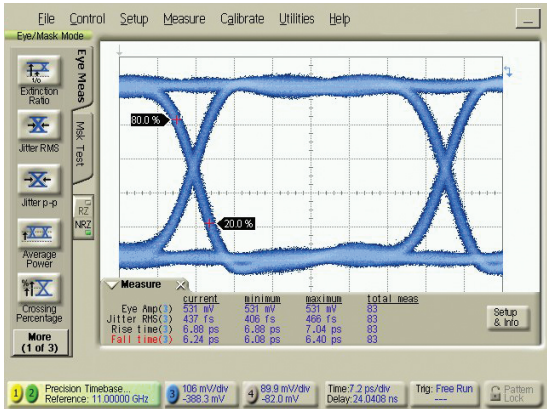 File Control Setup Measure Calibrate Utilities Help
Eye/Mask Mode
Extinction
Ratio
Jitter RMS
Jitter p-p
Average
Power
Crossing
Percentage
More
(1 of 3)
Eye Meas
Msk Test
RZ
NRZ
80.0 %
20.0 %
Measure
current minimum maximum total meas
Eye Amp(3) 531 mV 531 mV 531 mV 83
Jitter RMS(3) 437 fs 406 fs 466 fs 83
Rise time(3) 6.88 ps 6.88 ps 7.04 ps 83
Fall time(3) 6.24 ps 6.08 ps 6.40 ps 83
Setup
& Info
1 2 Precision Timebase...
Reference: 11.00000 GHz
3 106 mV/div
-388.3 mV
4 89.9 mV/div
-82.0 mV
Time:7.2 ps/div
Delay:24.0408 ns
Trig: Free Run
---
Pattern
Lock